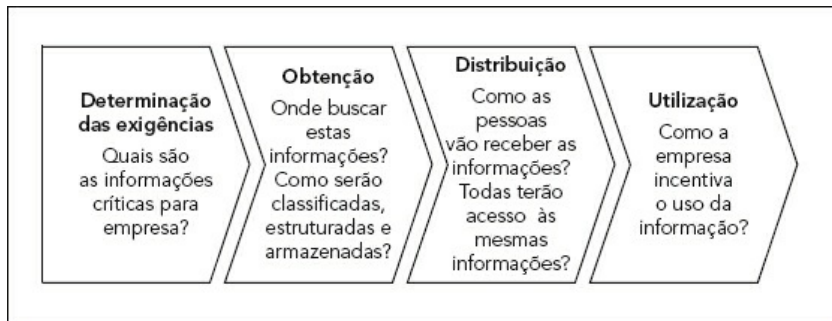 Determinação
das exigências
Quais são
as informações
críticas para
empresa?
Obtenção
Onde buscar
estas
informações?
Como serão
classificadas,
estruturadas e
armazenadas?
Distribuição
Como as
pessoas
vão receber as
informações?
Todas terão
acesso às
mesmas
informações?
Utilização
Como a
empresa
incentiva
o uso da
informação?